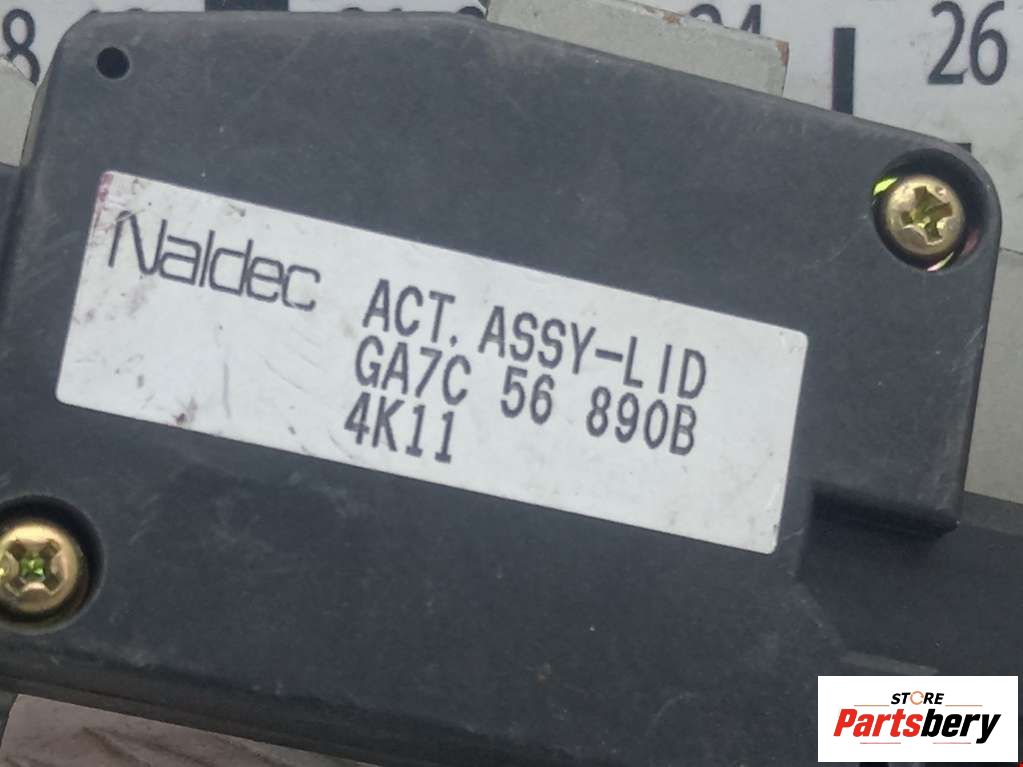 26
Naldec
ACT. ASSY-LID
GA7C 56 890B
4K11
STORE
Partsbery